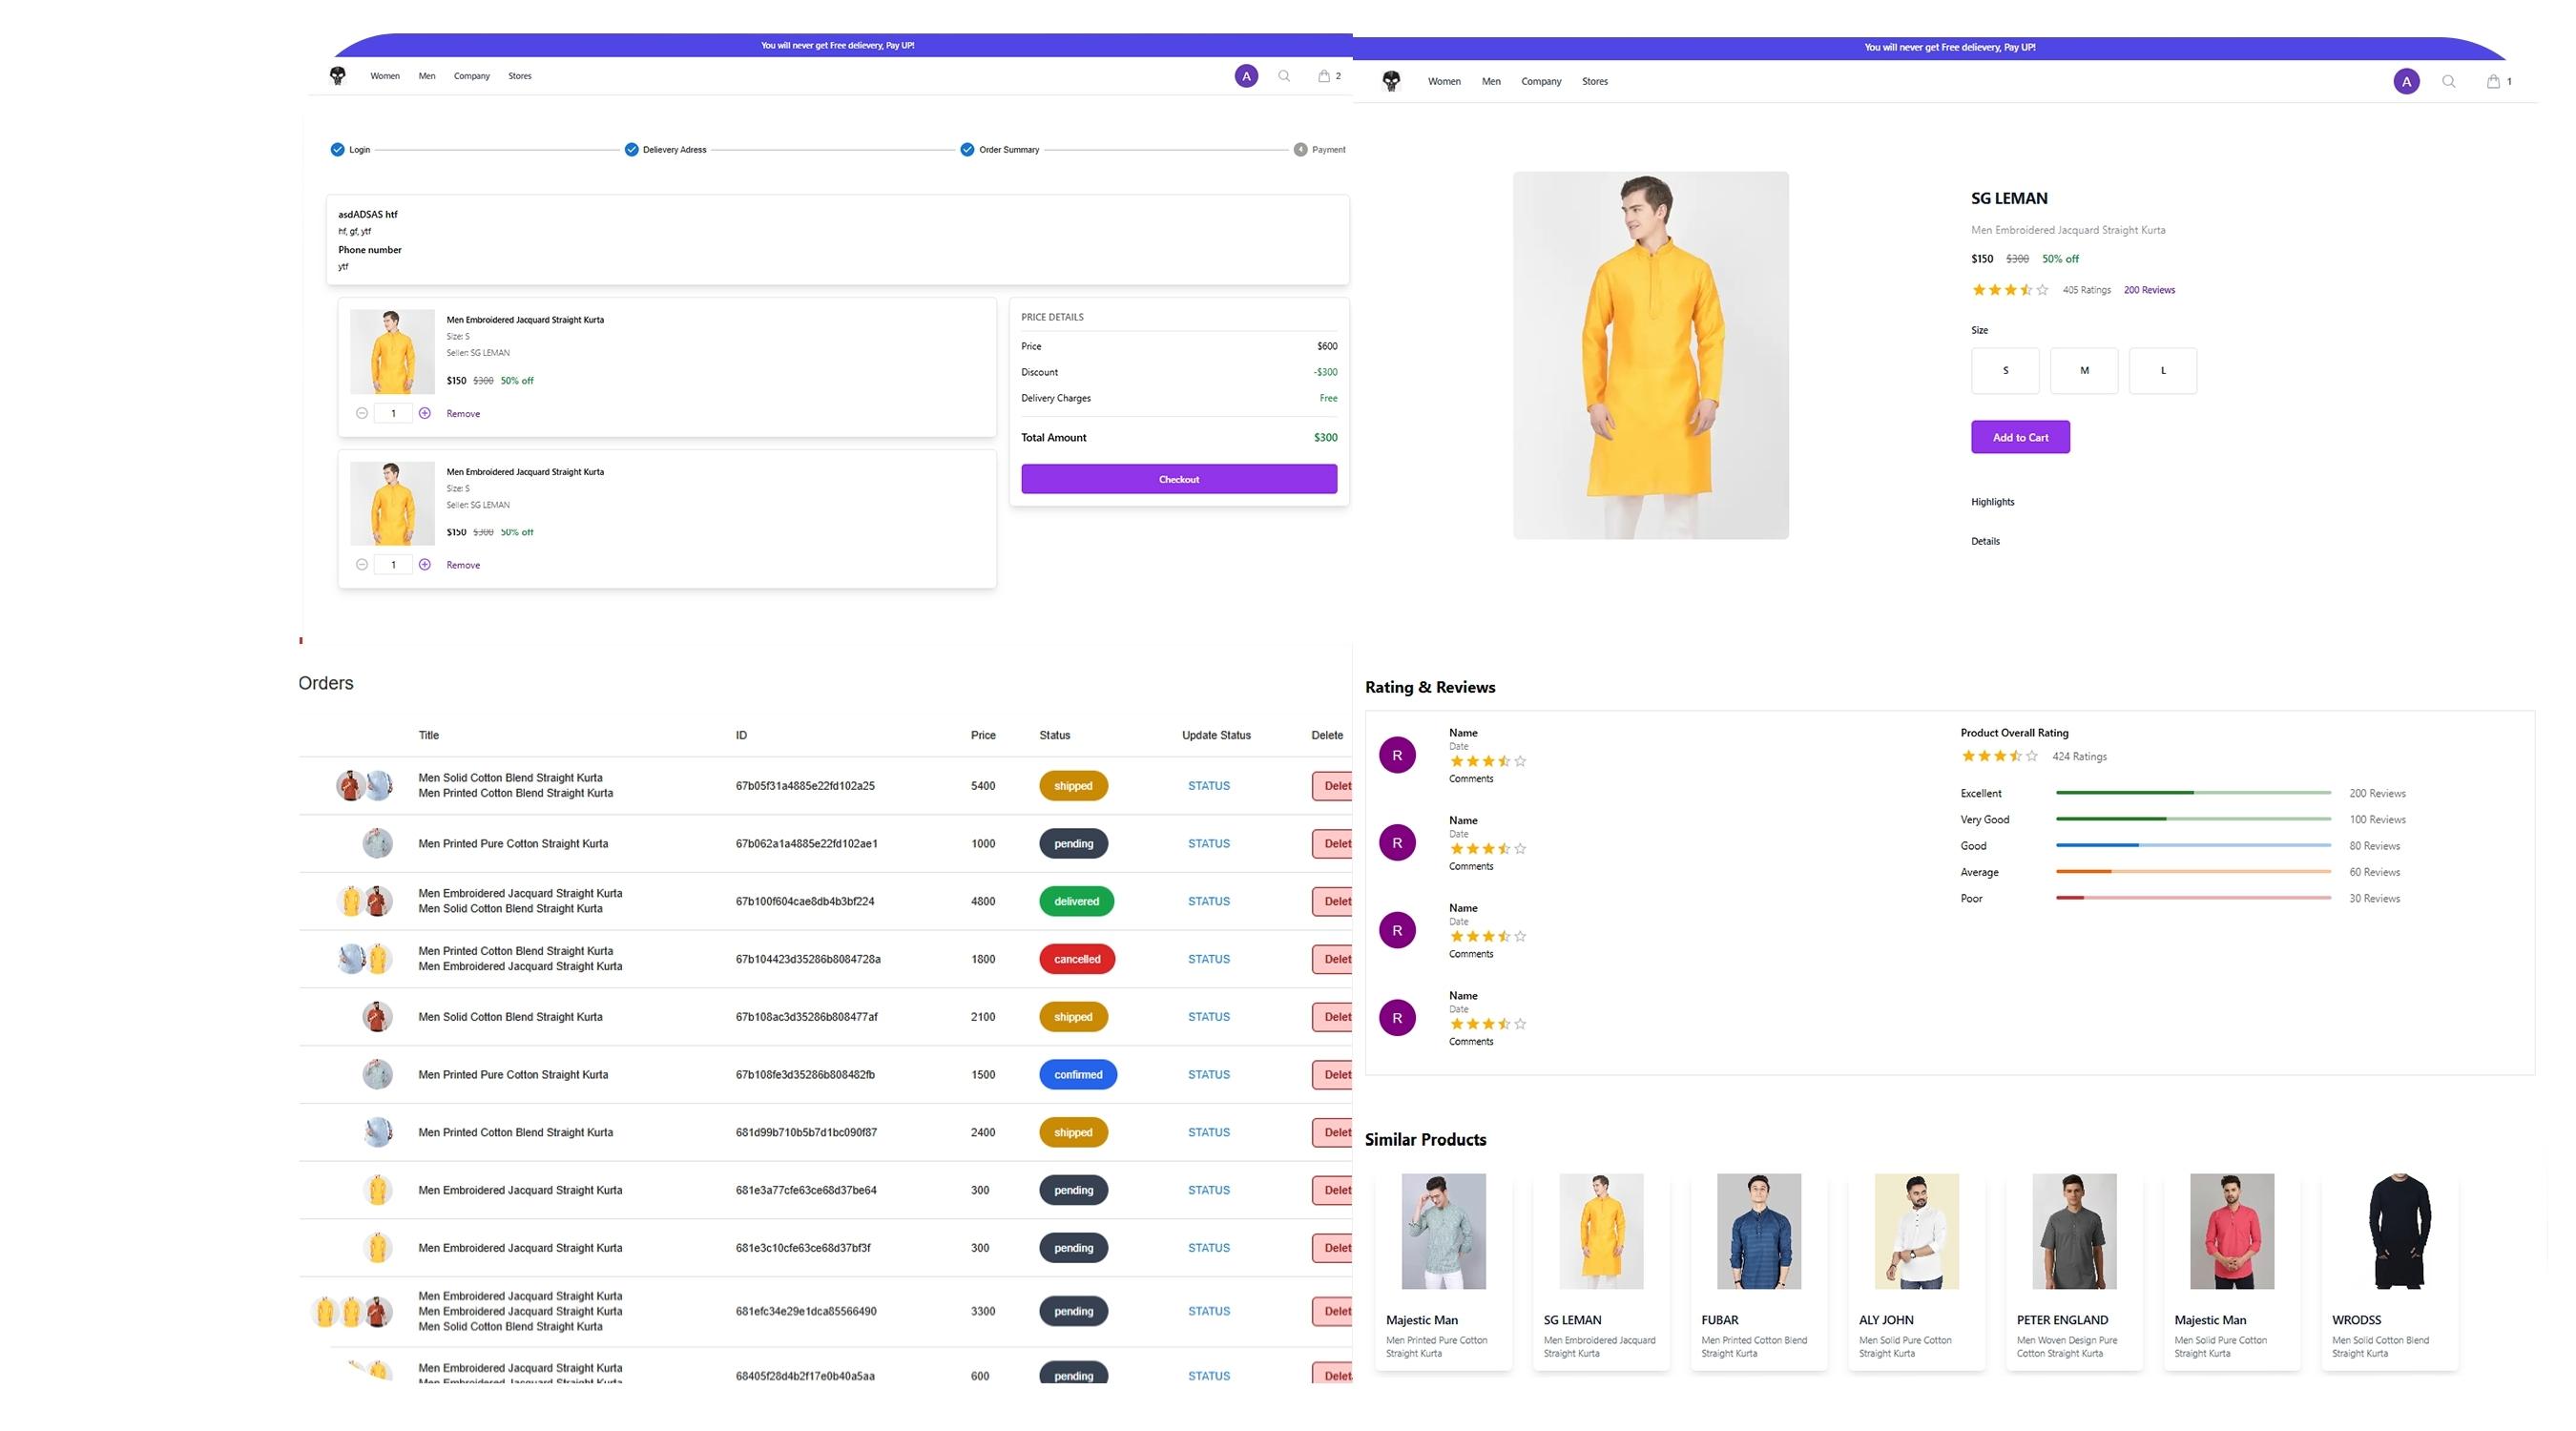 You will never get Free delievery, Pay UP!
Women Men Company Stores A 2
Login Delievery Adress Order Summary 4 Payment
asdADSAS htf
hf, gf, ytf
Phone number
ytf
Men Embroidered Jacquard Straight Kurta
Size: S
Seller: SG LEMAN
$150 $300 50% off
1 Remove
Men Embroidered Jacquard Straight Kurta
Size: S
Seller: SG LEMAN
$150 $300 50% off
1 Remove
PRICE DETAILS
Price $600
Discount -$300
Delivery Charges Free
Total Amount $300
Checkout
You will never get Free delievery, Pay UP!
Women Men Company Stores A 1
SG LEMAN
Men Embroidered Jacquard Straight Kurta
$150 $300 50% off
405 Ratings 200 Reviews
Size
S M L
Add to Cart
Highlights
Details
Orders
Title ID Price Status Update Status Delete
Men Solid Cotton Blend Straight Kurta
Men Printed Cotton Blend Straight Kurta
67b05f31a4885e22fd102a25 5400 shipped STATUS Delet
Men Printed Pure Cotton Straight Kurta 67b062a1a4885e22fd102ae1 1000 pending STATUS Delet
Men Embroidered Jacquard Straight Kurta
Men Solid Cotton Blend Straight Kurta
67b100f604cae8db4b3bf224 4800 delivered STATUS Delet
Men Printed Cotton Blend Straight Kurta
Men Embroidered Jacquard Straight Kurta
67b104423d35286b8084728a 1800 cancelled STATUS Delet
Men Solid Cotton Blend Straight Kurta 67b108ac3d35286b808477af 2100 shipped STATUS Delet
Men Printed Pure Cotton Straight Kurta 67b108fe3d35286b808482fb 1500 confirmed STATUS Delet
Men Printed Cotton Blend Straight Kurta 681d99b710b5b7d1bc090f87 2400 shipped STATUS Delet
Men Embroidered Jacquard Straight Kurta 681e3a77cfe63ce68d37be64 300 pending STATUS Delet
Men Embroidered Jacquard Straight Kurta 681e3c10cfe63ce68d37bf3f 300 pending STATUS Delet
Men Embroidered Jacquard Straight Kurta
Men Embroidered Jacquard Straight Kurta
Men Solid Cotton Blend Straight Kurta
681efc34e29e1dca85566490 3300 pending STATUS Delet
Men Embroidered Jacquard Straight Kurta
Men Embroidered Jacquard Straight Kurta
68405f28d4b2f17e0b40a5aa 600 pending STATUS Delet
Rating & Reviews
R Name
Date
Comments
R Name
Date
Comments
R Name
Date
Comments
R Name
Date
Comments
Product Overall Rating
424 Ratings
Excellent 200 Reviews
Very Good 100 Reviews
Good 80 Reviews
Average 60 Reviews
Poor 30 Reviews
Similar Products
Majestic Man
Men Printed Pure Cotton
Straight Kurta
SG LEMAN
Men Embroidered Jacquard
Straight Kurta
FUBAR
Men Printed Cotton Blend
Straight Kurta
ALY JOHN
Men Solid Pure Cotton
Straight Kurta
PETER ENGLAND
Men Woven Design Pure
Cotton Straight Kurta
Majestic Man
Men Solid Pure Cotton
Straight Kurta
WRODSS
Men Solid Cotton Blend
Straight Kurta